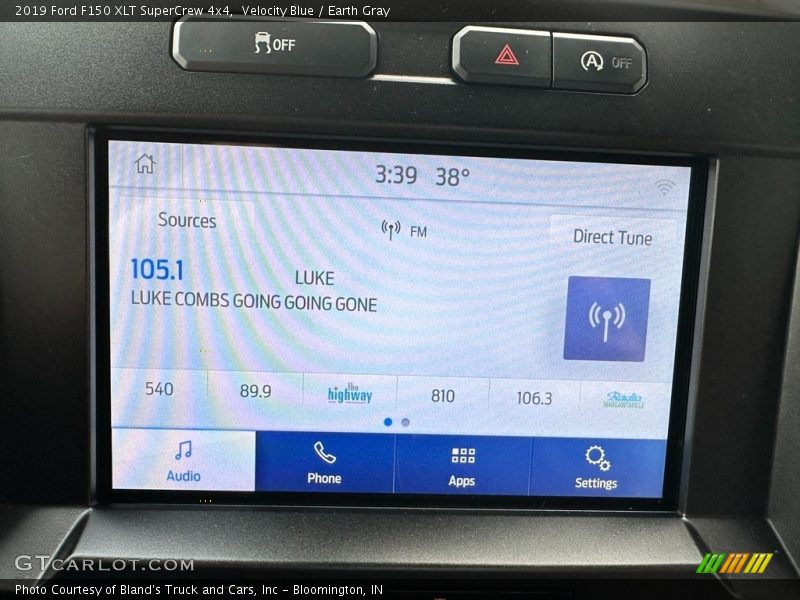 2019 Ford F150 XLT SuperCrew 4x4, Velocity Blue / Earth Gray
OFF
A OFF
3:39 38°
Sources
FM
Direct Tune
105.1
LUKE
LUKE COMBS GOING GOING GONE
540 89.9 the highway 810 106.3 Radio MARGARITAVILLE
Audio Phone Apps Settings
GTCARLOT.COM
Photo Courtesy of Bland's Truck and Cars, Inc - Bloomington, IN